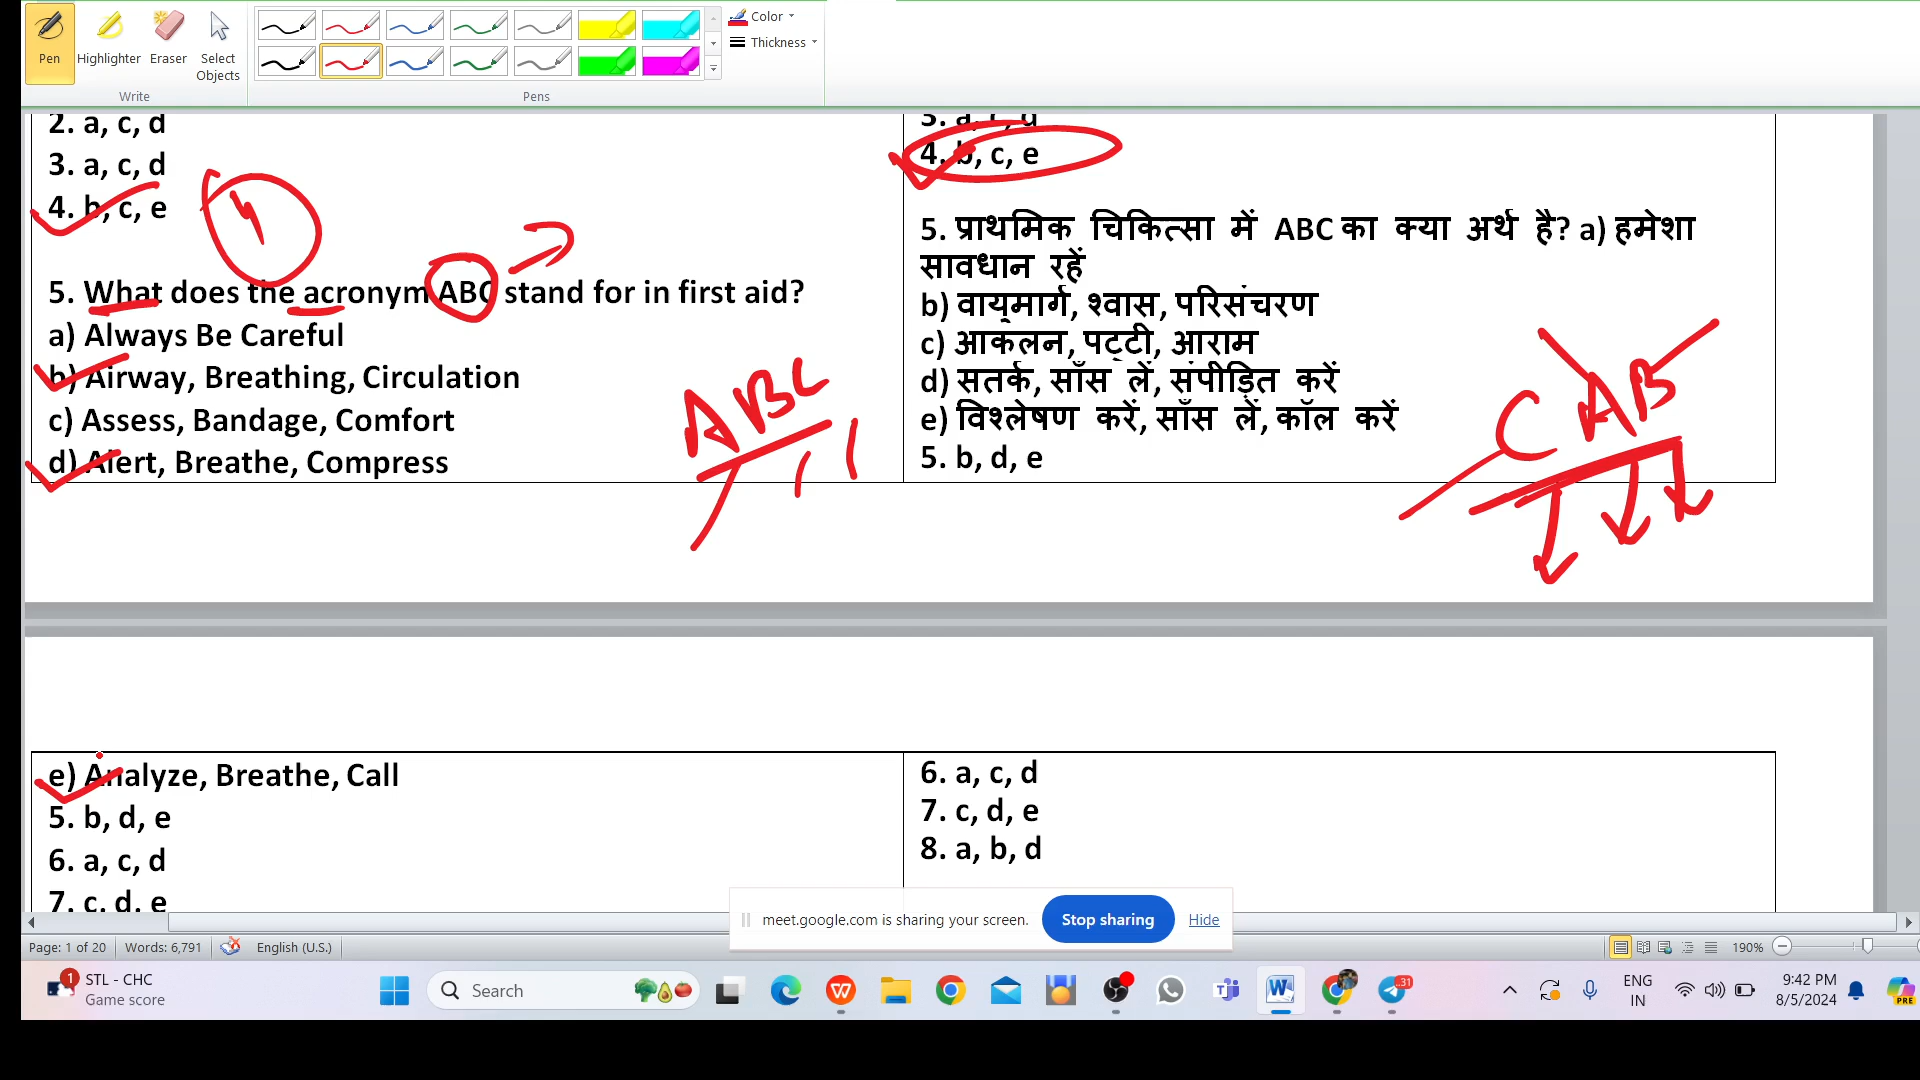 Pen
Highlighter
Eraser
Select Objects
Write
Pens
Color
Thickness
2. a, c, d
3. a, c, d
4. b, c, e
4
5. What does the acronym ABC stand for in first aid?
a) Always Be Careful
b) Airway, Breathing, Circulation
c) Assess, Bandage, Comfort
d) Alert, Breathe, Compress
ABC
3. a, c, d
4. b, c, e
5. प्राथमिक चिकित्सा में ABC का क्या अर्थ है? a) हमेशा
सावधान रहें
b) वायुमार्ग, श्वास, परिसंचरण
c) आकलन, पट्टी, आराम
d) सतर्क, साँस लें, संपीड़ित करें
e) विश्लेषण करें, साँस लें, कॉल करें
5. b, d, e
CAB
e) Analyze, Breathe, Call
5. b, d, e
6. a, c, d
7. c, d, e
6. a, c, d
7. c, d, e
8. a, b, d
meet.google.com is sharing your screen.
Stop sharing
Hide
Page: 1 of 20
Words: 6,791
English (U.S.)
190%
1
STL - CHC
Game score
Search
31
ENG
IN
9:42 PM
8/5/2024
PRE